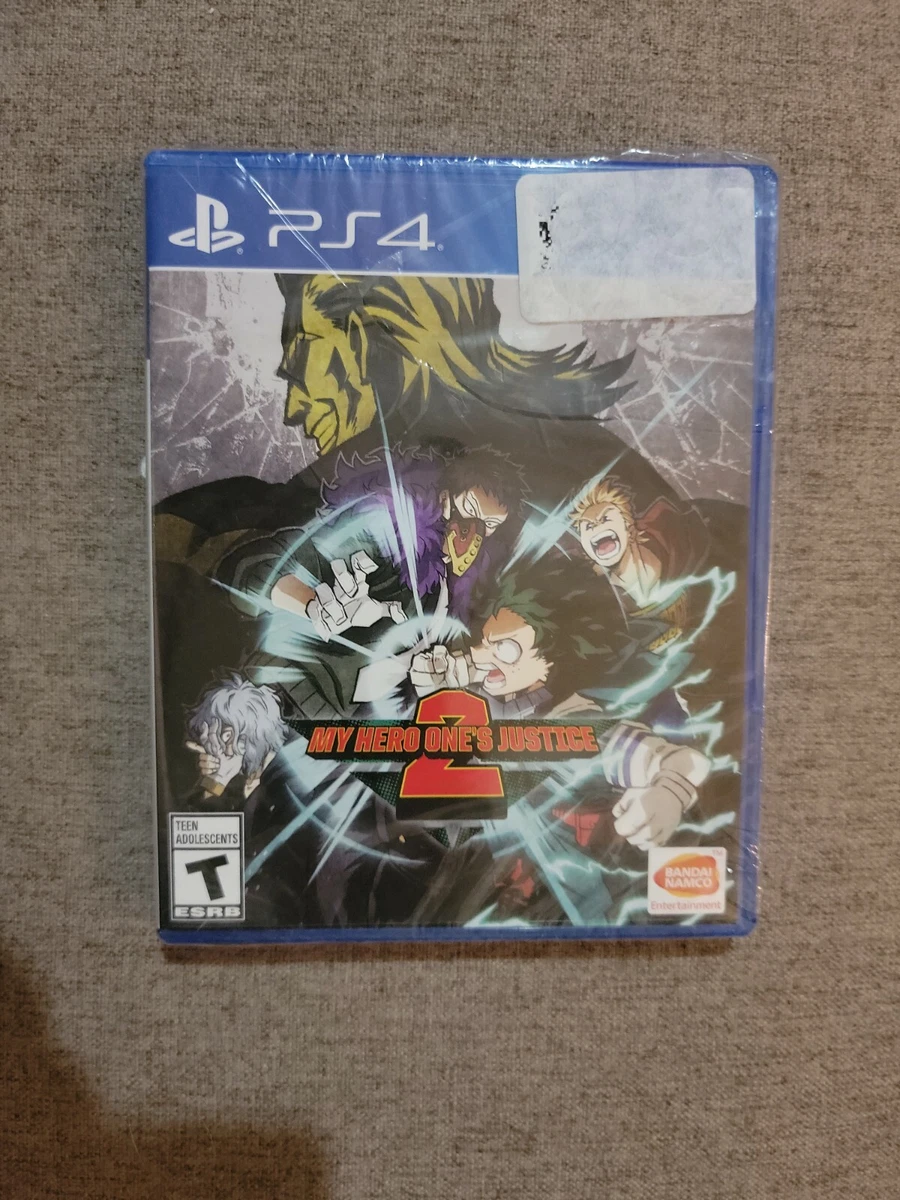 PS4
MY HERO ONE'S JUSTICE
2
TEEN
ADOLESCENTS
T
ESRB
BANDAI
NAMCO
Entertainment